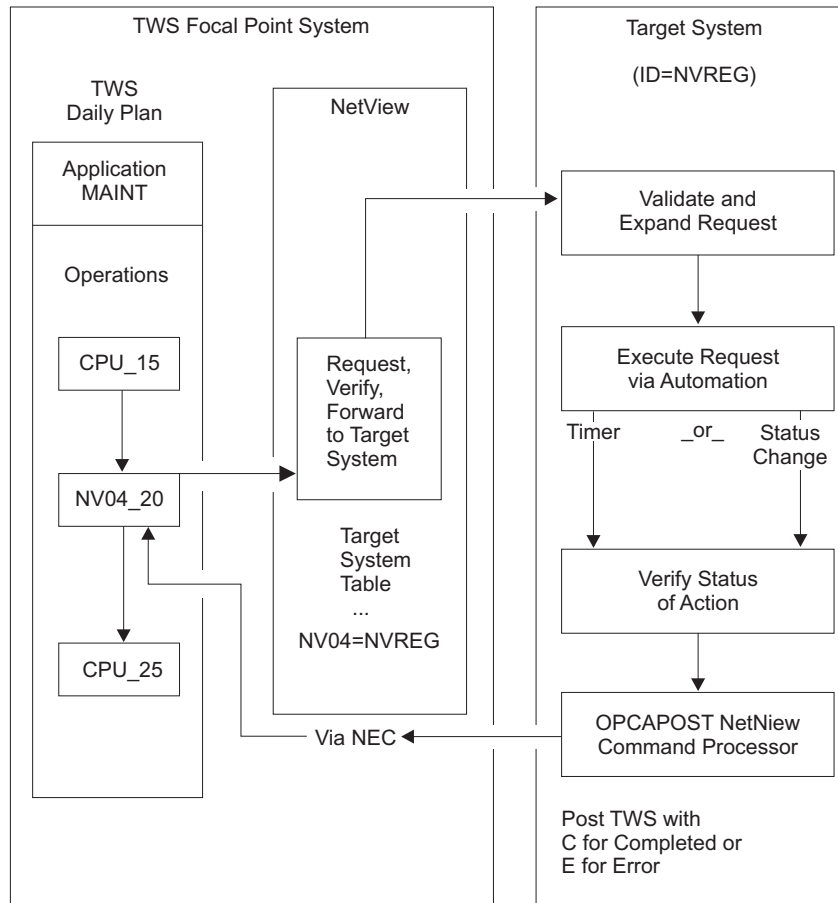 TWS Focal Point System
TWS
Daily Plan
Application
MAINT
Operations
CPU_15
NV04_20
CPU_25
NetView
Request,
Verify,
Forward
to Target
System
Target
System
Table
...
NV04=NVREG
Via NEC
Target System
(ID=NVREG)
Validate and
Expand Request
Execute Request
via Automation
Timer
_or_
Status
Change
Verify Status
of Action
OPCAPOST NetNiew
Command Processor
Post TWS with
C for Completed or
E for Error